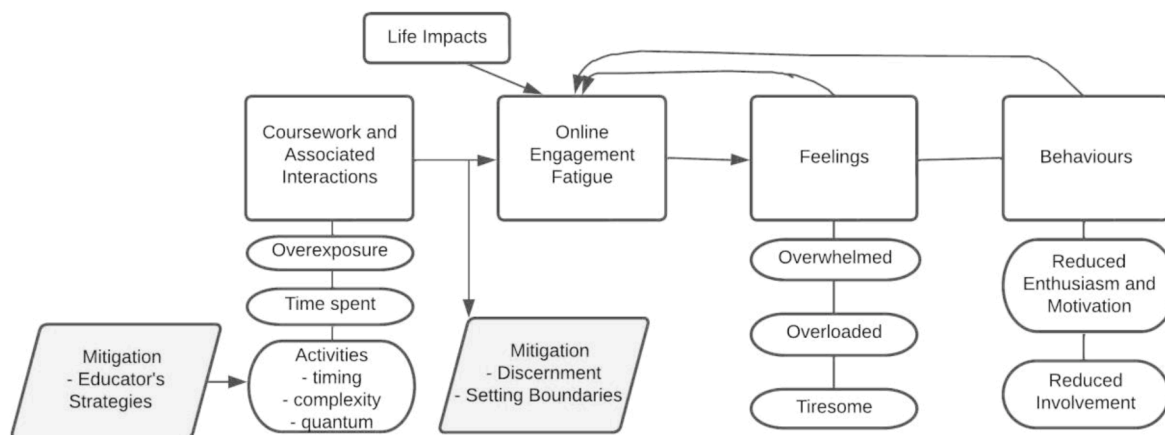 Life Impacts
Coursework and
Associated
Interactions
Online
Engagement
Fatigue
Feelings
Behaviours
Overexposure
Time spent
Activities
- timing
- complexity
- quantum
Mitigation
- Educator's
Strategies
Mitigation
- Discernment
- Setting Boundaries
Overwhelmed
Overloaded
Tiresome
Reduced
Enthusiasm and
Motivation
Reduced
Involvement